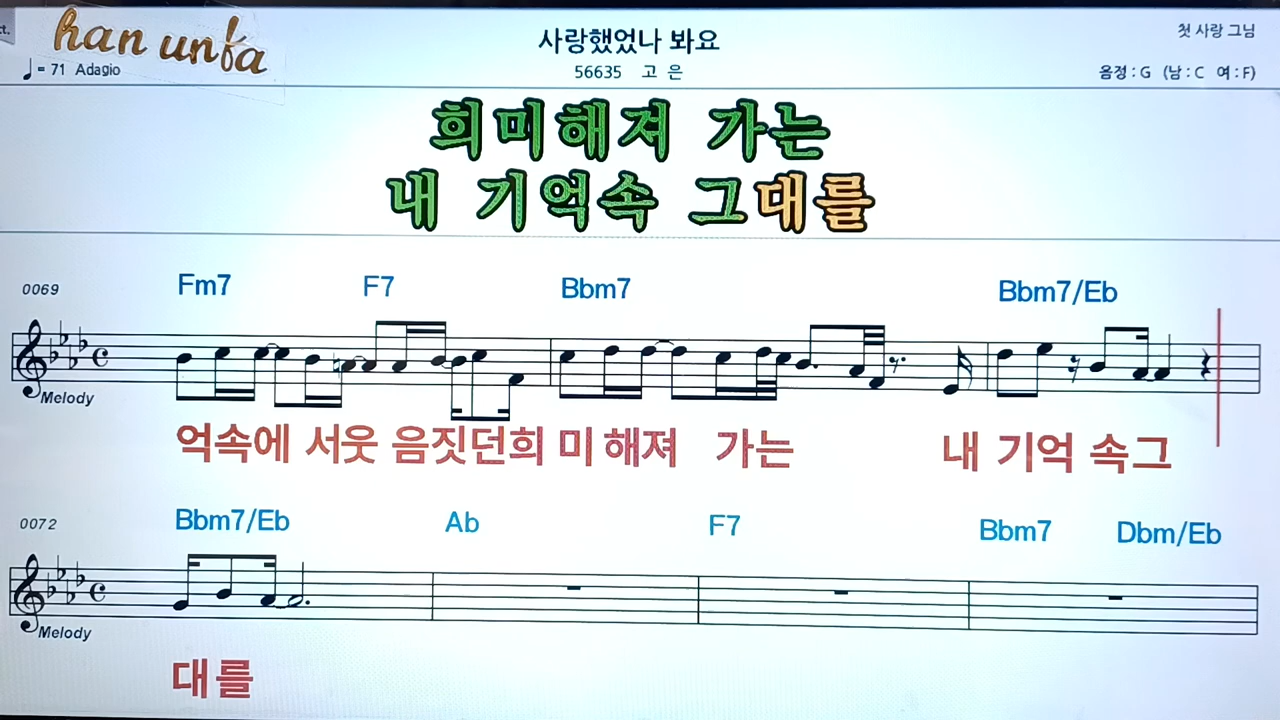 han unfa
사랑했었나 봐요
첫 사랑 그님
♩= 71 Adagio
56635 고 은
음정 : G (남 : C 여 : F)
희미해져 가는
내 기억속 그대를
0069 Fm7 F7 Bbm7 Bbm7/Eb
Melody
억속에 서웃 음짓던희 미 해져 가는 내 기억 속그
0072 Bbm7/Eb Ab F7 Bbm7 Dbm/Eb
Melody
대를